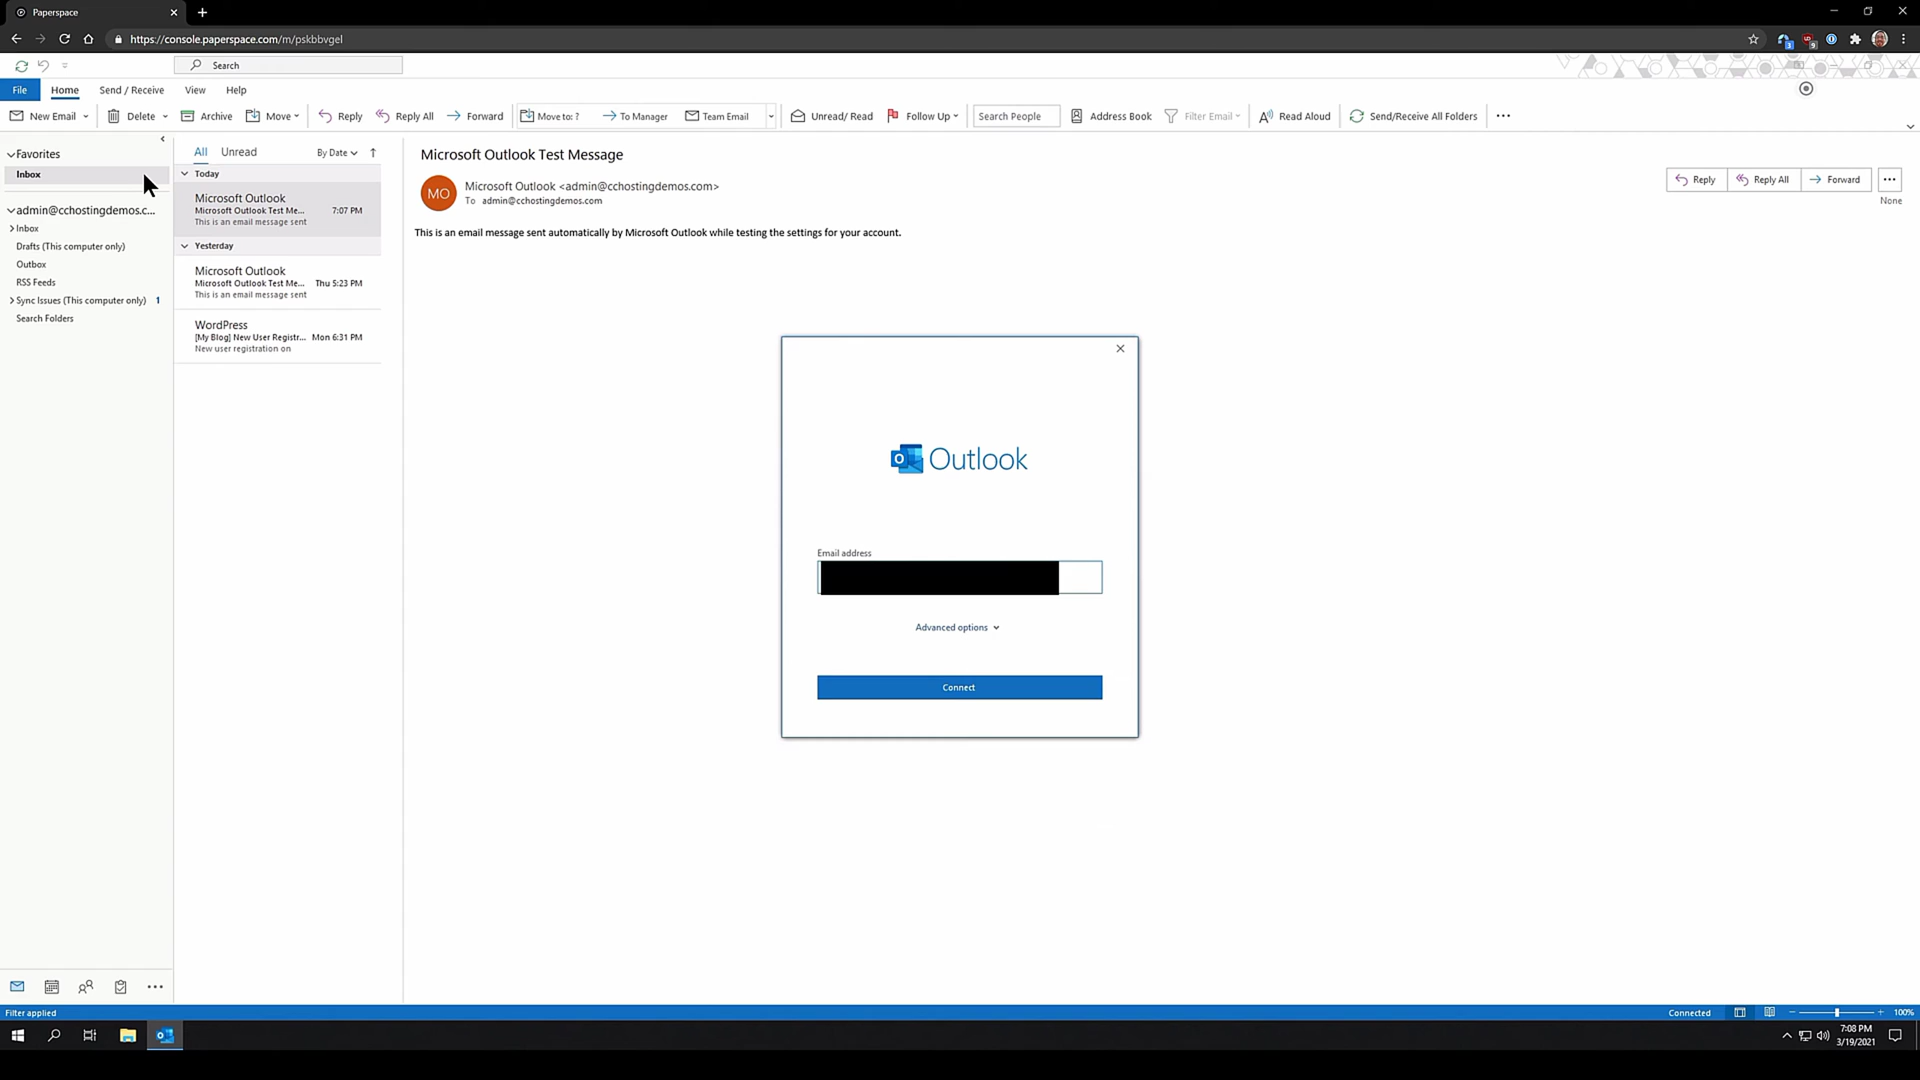 Paperspace
https://console.paperspace.com/m/pskbbvgel
3
9
Search
File Home Send / Receive View Help
New Email Delete Archive Move Reply Reply All Forward Move to: ? To Manager Team Email Unread/ Read Follow Up Search People Address Book Filter Email Read Aloud Send/Receive All Folders ...
Favorites
Inbox
admin@cchostingdemos.c...
Inbox
Drafts (This computer only)
Outbox
RSS Feeds
Sync Issues (This computer only) 1
Search Folders
All Unread By Date
Today
Microsoft Outlook
Microsoft Outlook Test Me... 7:07 PM
This is an email message sent
Yesterday
Microsoft Outlook
Microsoft Outlook Test Me... Thu 5:23 PM
This is an email message sent
WordPress
[My Blog] New User Registr... Mon 6:31 PM
New user registration on
Microsoft Outlook Test Message
MO
Microsoft Outlook <admin@cchostingdemos.com>
To admin@cchostingdemos.com
Reply Reply All Forward ...
None
This is an email message sent automatically by Microsoft Outlook while testing the settings for your account.
Outlook
Email address
Advanced options
Connect
...
Filter applied
Connected
100%
7:08 PM
3/19/2021